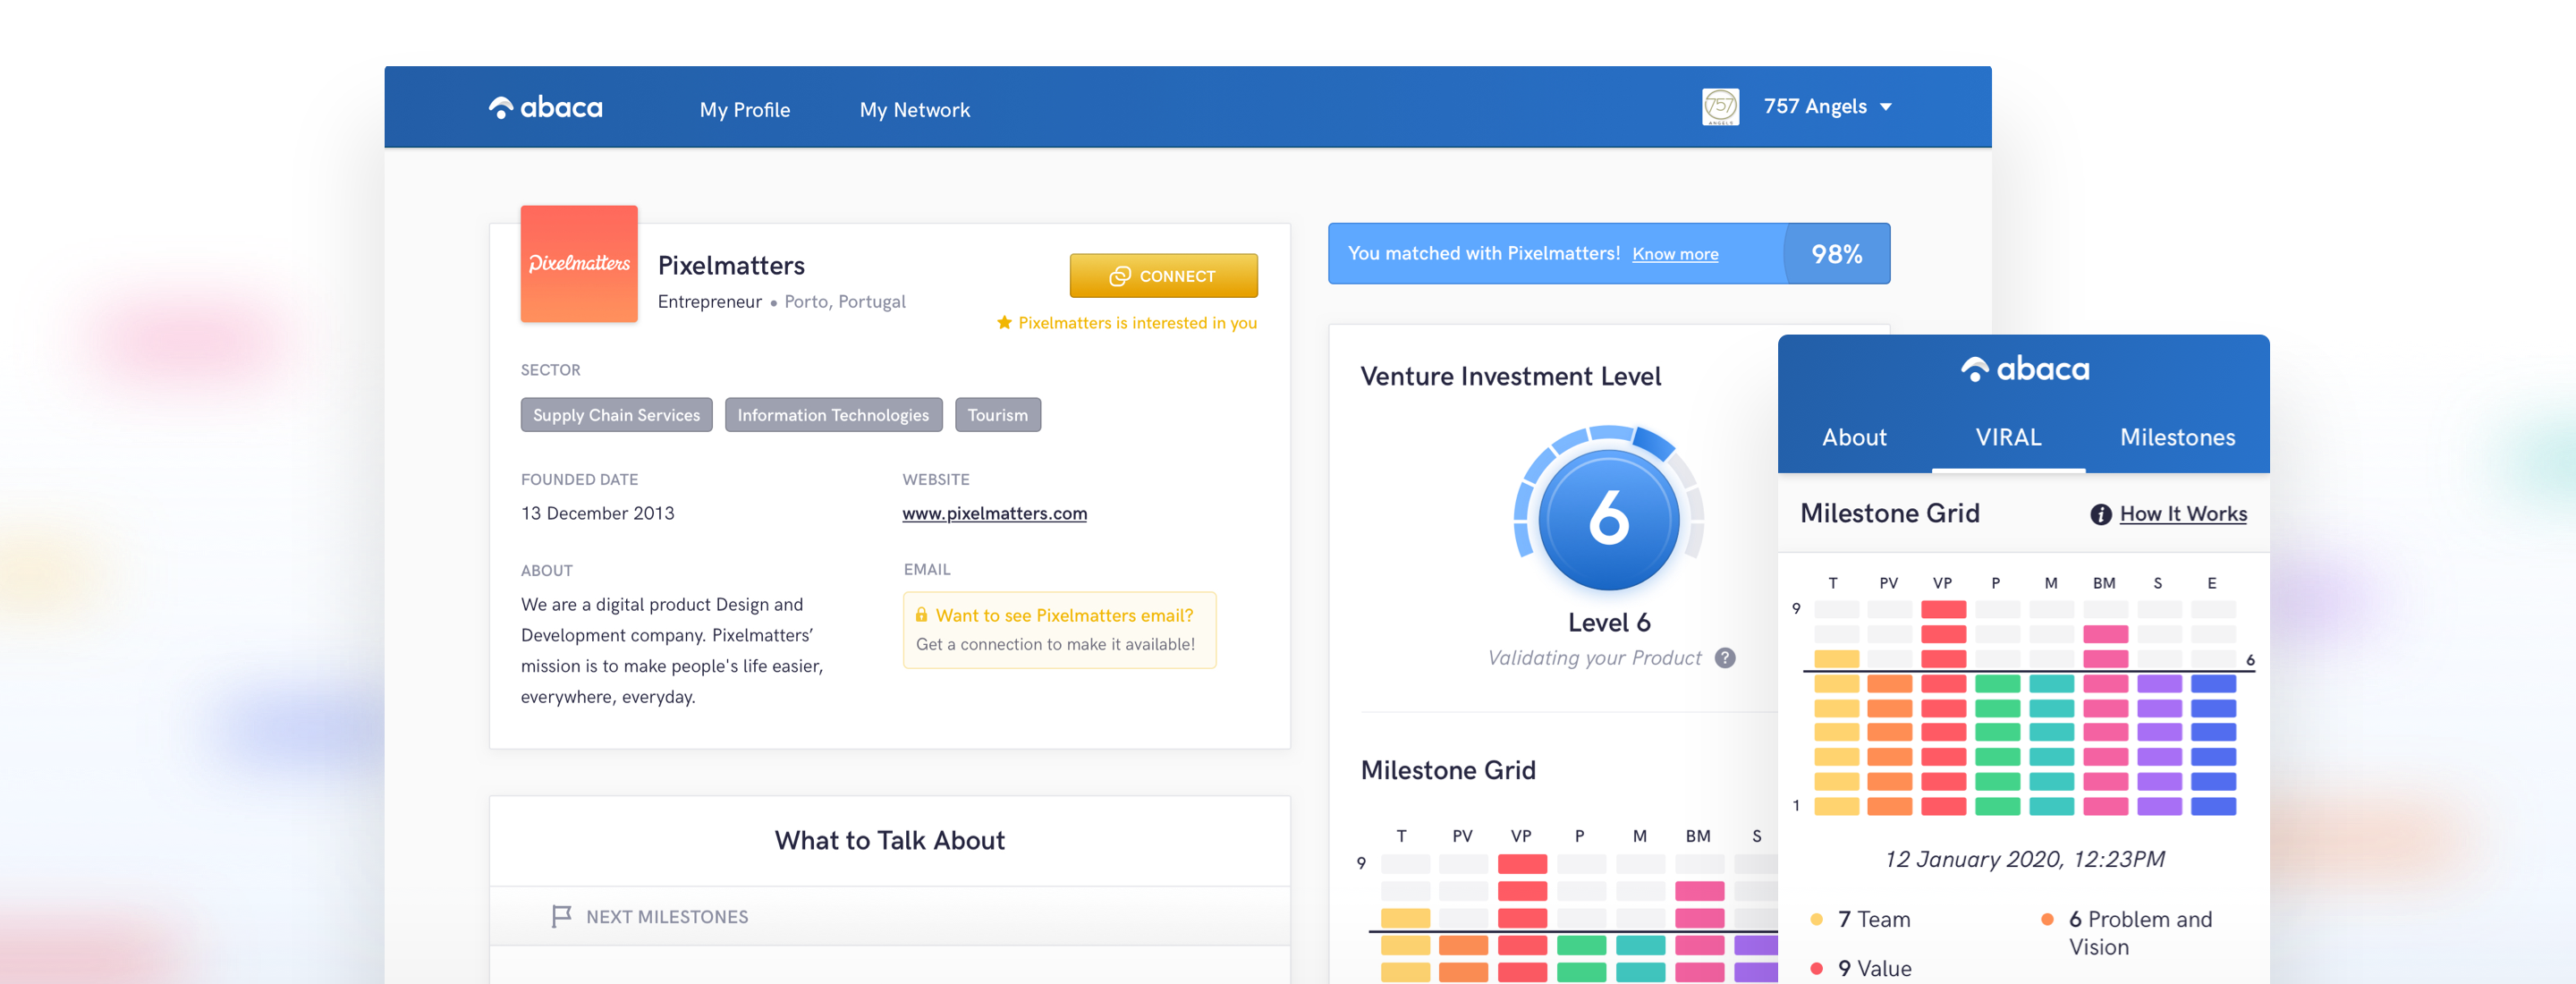 abaca
My Profile
My Network
757
ANGELS
757 Angels
Pixelmatters
Pixelmatters
Entrepreneur • Porto, Portugal
CONNECT
Pixelmatters is interested in you
SECTOR
Supply Chain Services
Information Technologies
Tourism
FOUNDED DATE
13 December 2013
WEBSITE
www.pixelmatters.com
ABOUT
We are a digital product Design and
Development company. Pixelmatters’
mission is to make people's life easier,
everywhere, everyday.
EMAIL
Want to see Pixelmatters email?
Get a connection to make it available!
What to Talk About
NEXT MILESTONES
You matched with Pixelmatters! Know more
98%
Venture Investment Level
6
Level 6
Validating your Product ?
Milestone Grid
T PV VP P M BM S
9
abaca
About
VIRAL
Milestones
Milestone Grid
How It Works
T PV VP P M BM S E
9
6
1
12 January 2020, 12:23PM
7 Team
6 Problem and
Vision
9 Value